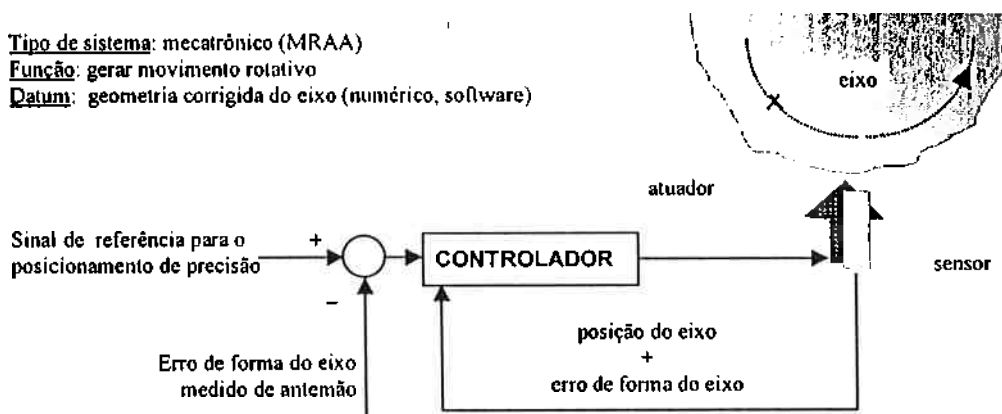 Tipo de sistema: mecatrônico (MRAA)
Função: gerar movimento rotativo
Datum: geometria corrigida do eixo (numérico, software)
eixo
atuador
Sinal de referência para o
posicionamento de precisão
+
CONTROLADOR
sensor
–
posição do eixo
+
erro de forma do eixo
Erro de forma do eixo
medido de antemão